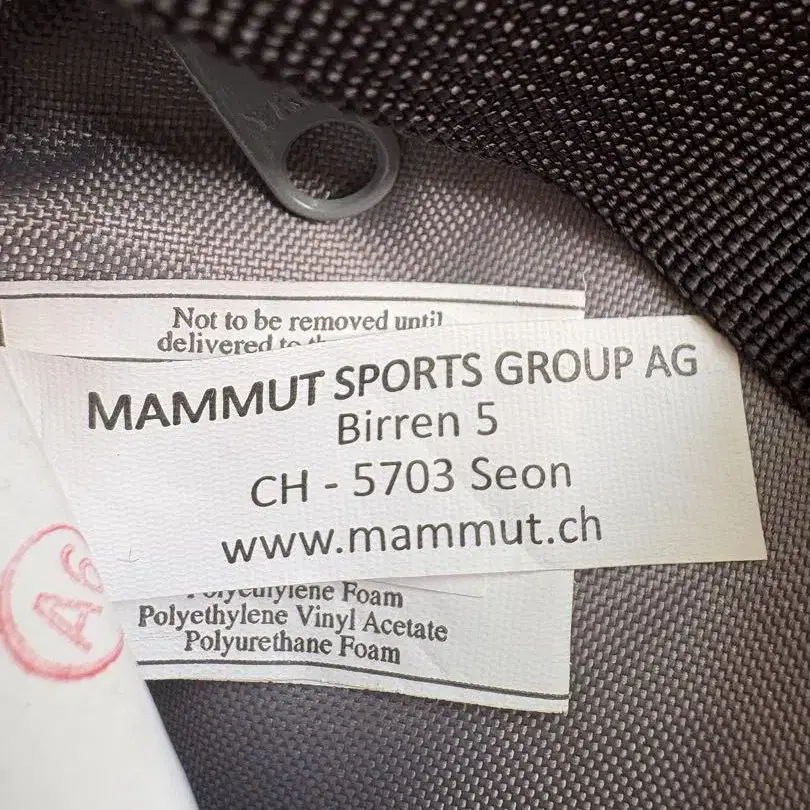 Not to be removed until
delivered to
MAMMUT SPORTS GROUP AG
Birren 5
CH - 5703 Seon
www.mammut.ch
Polyethylene Foam
Polyethylene Vinyl Acetate
Polyurethane Foam
A6